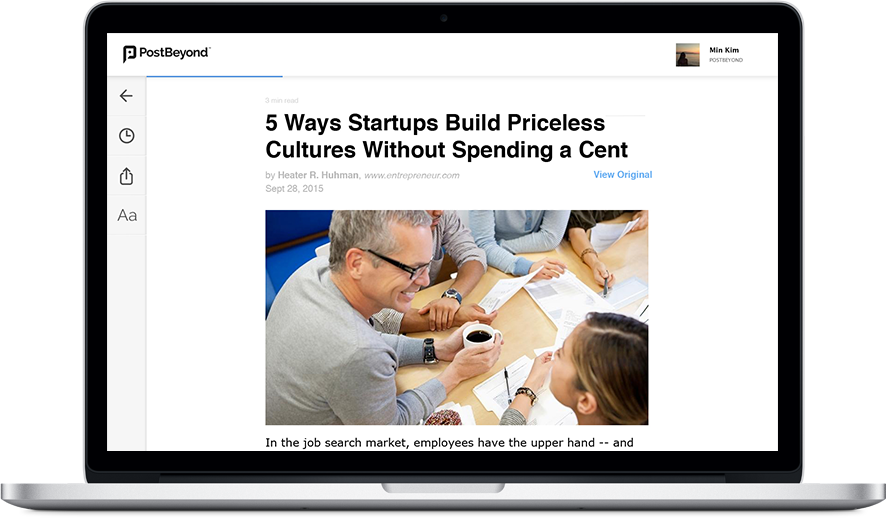 PostBeyond
Min Kim
POSTBEYOND
3 min read
5 Ways Startups Build Priceless
Cultures Without Spending a Cent
by Heater R. Huhman, www.entrepreneur.com
View Original
Sept 28, 2015
Aa
In the job search market, employees have the upper hand -- and